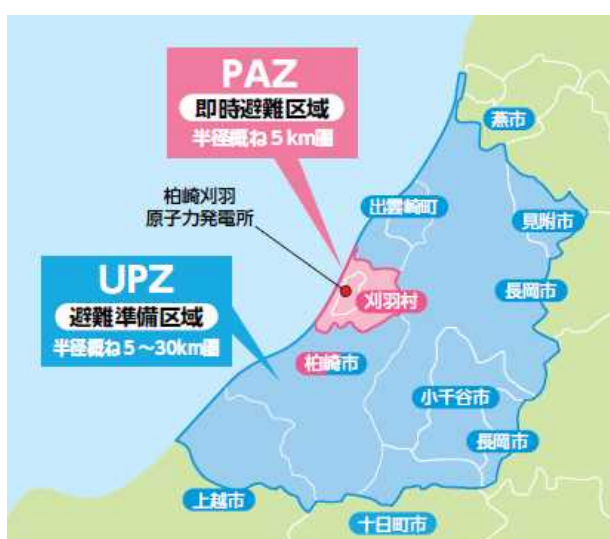 PAZ
即時避難区域
半径概ね5km圏
燕市
柏崎刈羽
原子力発電所
出雲崎町
見附市
UPZ
避難準備区域
半径概ね5~30km圏
刈羽村
長岡市
柏崎市
小千谷市
長岡市
上越市
十日町市